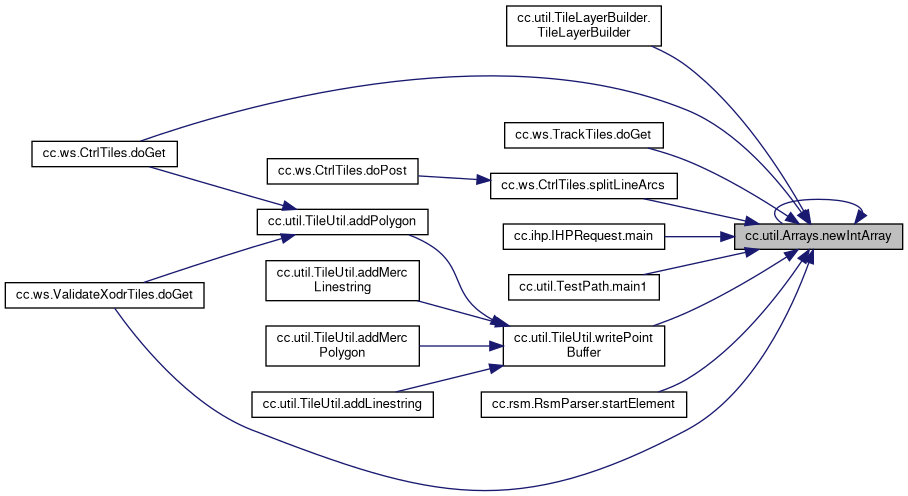 cc.util.TileLayerBuilder.
TileLayerBuilder
cc.ws.TrackTiles.doGet
cc.ws.CtrlTiles.doGet
cc.ws.CtrlTiles.doPost
cc.ws.CtrlTiles.splitLineArcs
cc.util.TileUtil.addPolygon
cc.ihp.IHPRequest.main
cc.util.Arrays.newIntArray
cc.util.TileUtil.addMerc
Linestring
cc.util.TestPath.main1
cc.ws.ValidateXodrTiles.doGet
cc.util.TileUtil.addMerc
Polygon
cc.util.TileUtil.writePoint
Buffer
cc.util.TileUtil.addLinestring
cc.rsm.RsmParser.startElement